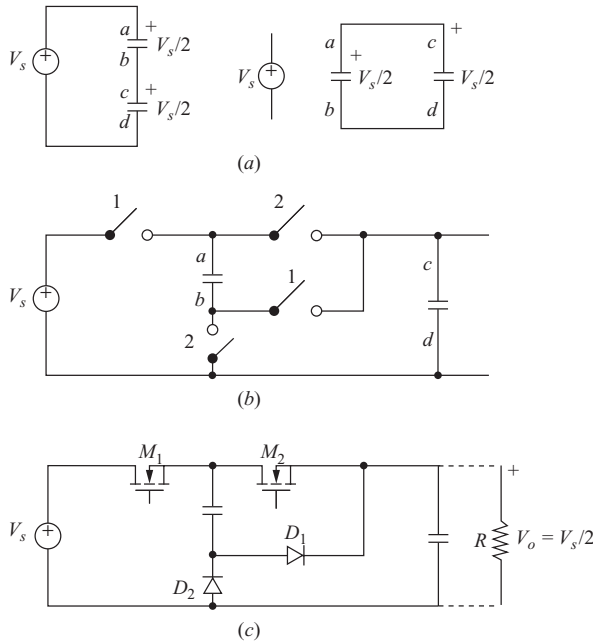 a
+
V_s/2
b
V_s
+
c
+
V_s/2
d
V_s
+
a
+
V_s/2
b
c
+
V_s/2
d
(a)
1
2
a
b
1
V_s
+
2
c
d
(b)
M_1
M_2
V_s
+
D_1
D_2
+
R
V_o = V_s/2
(c)